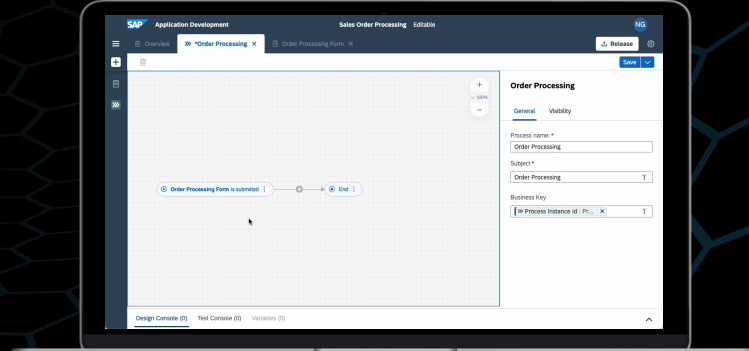 SAP Application Development Sales Order Processing Editable NG
Overview *Order Processing Order Processing Form Release
Save
100%
Order Processing
General Visibility
Process name:*
Order Processing
Subject*
Order Processing
Business Key
Process Instance Id | Pr...
Order Processing Form is submitted End
Design Console (0) Test Console (0) Variables (0)